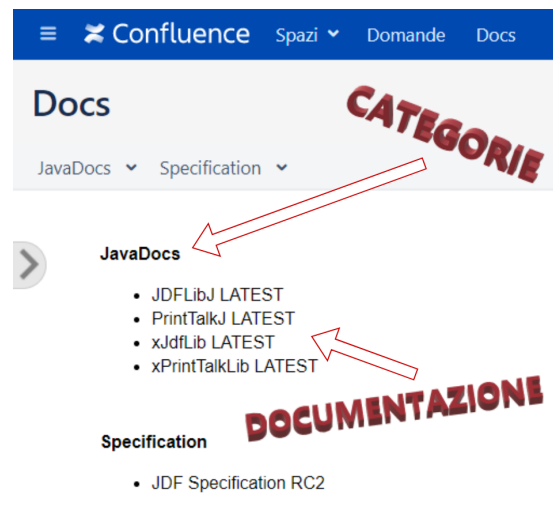 Confluence Spazi Domande Docs
Docs
CATEGORIE
JavaDocs Specification
JavaDocs
• JDFLibJ LATEST
• PrintTalkJ LATEST
• xJdfLib LATEST
• xPrintTalkLib LATEST
DOCUMENTAZIONE
Specification
• JDF Specification RC2